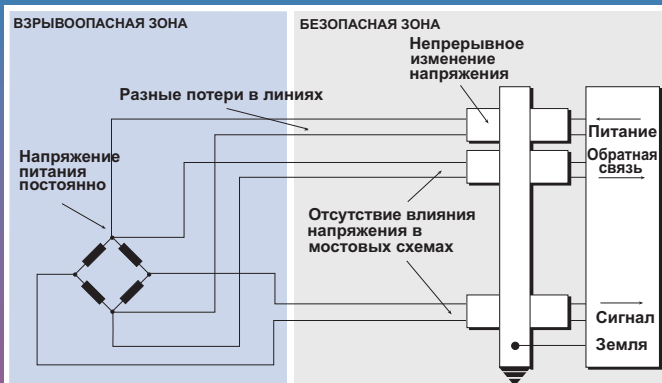 ВЗРЫВООПАСНАЯ ЗОНА
БЕЗОПАСНАЯ ЗОНА
Непрерывное
изменение
напряжения
Разные потери в линиях
Питание
Обратная
связь
Напряжение
питания
постоянно
Отсутствие влияния
напряжения в
мостовых схемах
Сигнал
Земля